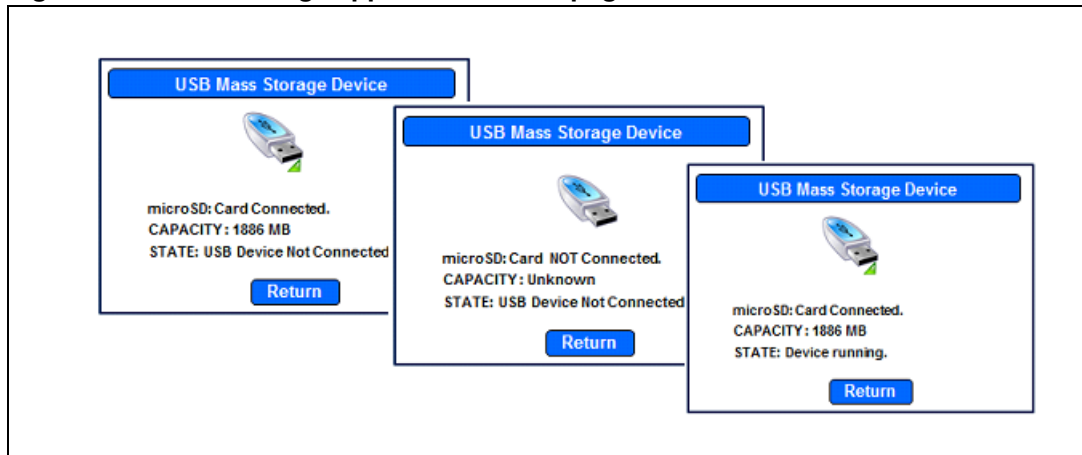 USB Mass Storage Device
microSD: Card Connected.
CAPACITY: 1886 MB
STATE: USB Device Not Connected
Return
USB Mass Storage Device
microSD: Card NOT Connected.
CAPACITY: Unknown
STATE: USB Device Not Connected
Return
USB Mass Storage Device
microSD: Card Connected.
CAPACITY: 1886 MB
STATE: Device running.
Return